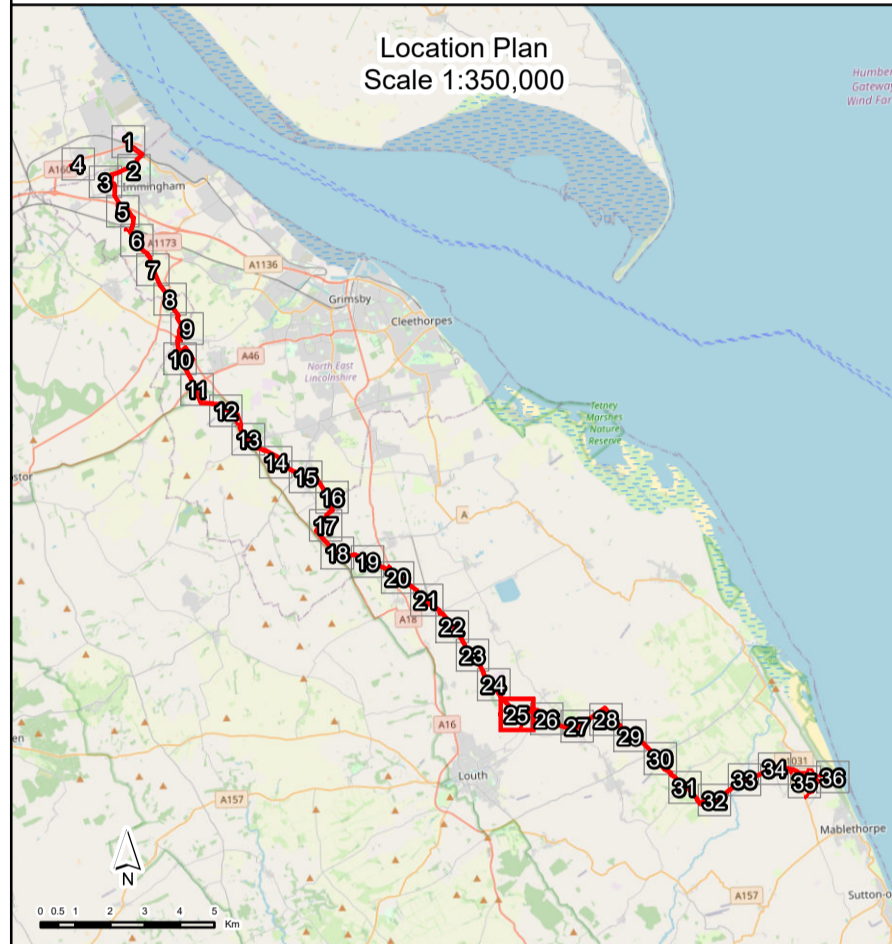 Location Plan
Scale 1:350,000
Humber
Gateway
Wind Far
1
4
A160
2
3
Immingham
5
6
A1173
7
A1136
8
Grimsby
9
Cleethorpes
10
A46
North East
Lincolnshire
11
12
Tetney
Marshes
Nature
Reserve
13
14
15
stor
16
17
A
18
19
20
21
A18
22
23
24
25
26
27
28
A16
29
en
30
Louth
34
1031
33
35
36
31
32
A157
Mablethorpe
N
A157
Sutton-o
0 0.5 1 2 3 4 5
Km